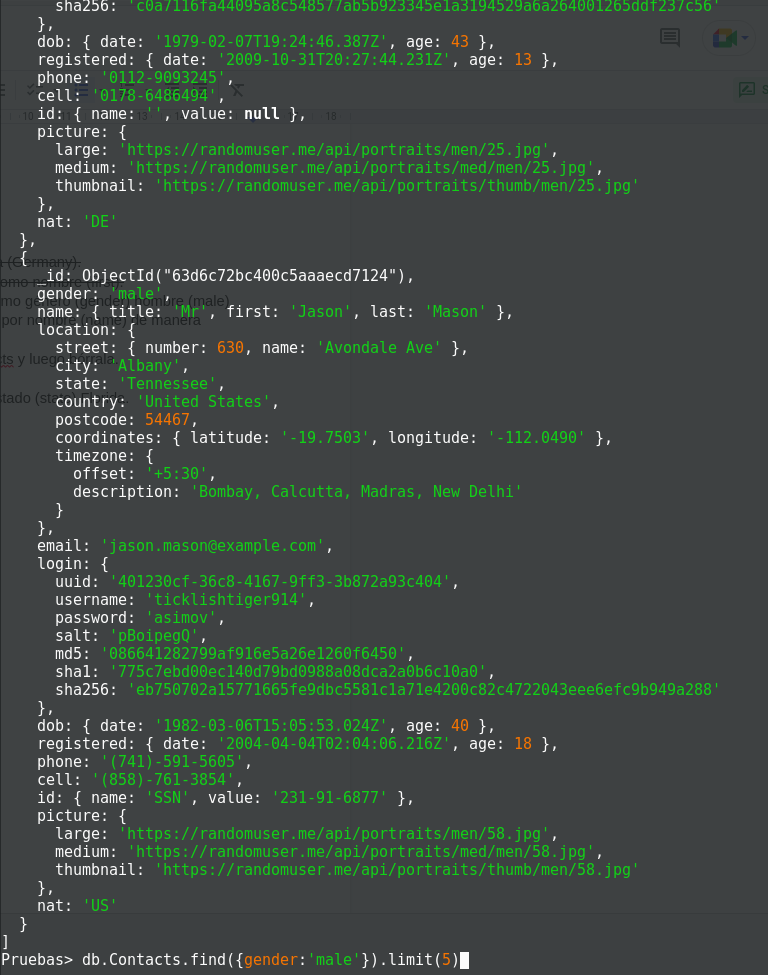 sha256: 'c0a7116fa44095a8c548577ab5b923345e1a3194529a6a264001265ddf237c56'
},
dob: { date: '1979-02-07T19:24:46.387Z', age: 43 },
registered: { date: '2009-10-31T20:27:44.231Z', age: 13 },
phone: '0112-9093245',
cell: '0178-6486494',
id: { name: '', value: null },
picture: {
large: 'https://randomuser.me/api/portraits/men/25.jpg',
medium: 'https://randomuser.me/api/portraits/med/men/25.jpg',
thumbnail: 'https://randomuser.me/api/portraits/thumb/men/25.jpg'
},
nat: 'DE'
},
{
_id: ObjectId("63d6c72bc400c5aaaecd7124"),
gender: 'male',
name: { title: 'Mr', first: 'Jason', last: 'Mason' },
location: {
street: { number: 630, name: 'Avondale Ave' },
city: 'Albany',
state: 'Tennessee',
country: 'United States',
postcode: 54467,
coordinates: { latitude: '-19.7503', longitude: '-112.0490' },
timezone: {
offset: '+5:30',
description: 'Bombay, Calcutta, Madras, New Delhi'
}
},
email: 'jason.mason@example.com',
login: {
uuid: '401230cf-36c8-4167-9ff3-3b872a93c404',
username: 'ticklishtiger914',
password: 'asimov',
salt: 'pBoipegQ',
md5: '086641282799af916e5a26e1260f6450',
sha1: '775c7ebd00ec140d79bd0988a08dca2a0b6c10a0',
sha256: 'eb750702a15771665fe9dbc5581c1a71e4200c82c4722043eee6efc9b949a288'
},
dob: { date: '1982-03-06T15:05:53.024Z', age: 40 },
registered: { date: '2004-04-04T02:04:06.216Z', age: 18 },
phone: '(741)-591-5605',
cell: '(858)-761-3854',
id: { name: 'SSN', value: '231-91-6877' },
picture: {
large: 'https://randomuser.me/api/portraits/men/58.jpg',
medium: 'https://randomuser.me/api/portraits/med/men/58.jpg',
thumbnail: 'https://randomuser.me/api/portraits/thumb/men/58.jpg'
},
nat: 'US'
}
]
Pruebas> db.Contacts.find({gender:'male'}).limit(5)